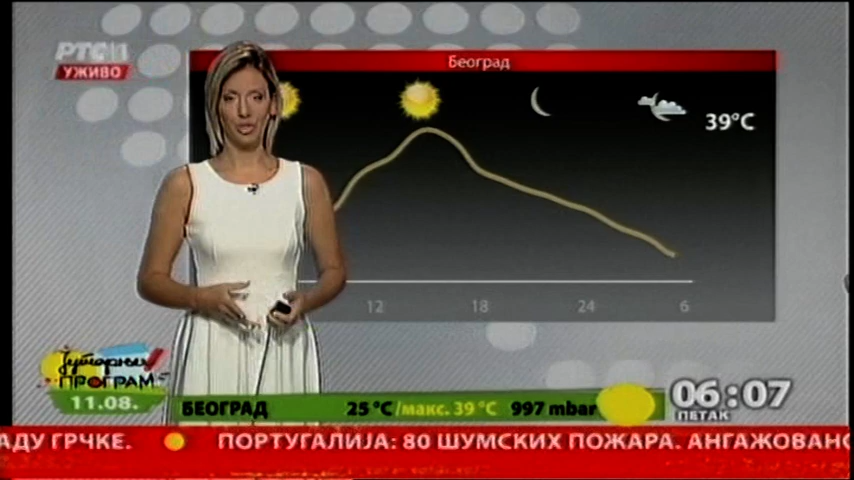 РТС1
УЖИВО
Београд
39°C
12 18 24 6
Јутарњи
ПРОГРАМ
11.08.
БЕОГРАД 25 °C /макс. 39 °C 997 mbar
06:07
ПЕТАК
АДУ ГРЧКЕ. ПОРТУГАЛИЈА: 80 ШУМСКИХ ПОЖАРА. АНГАЖОВАНО